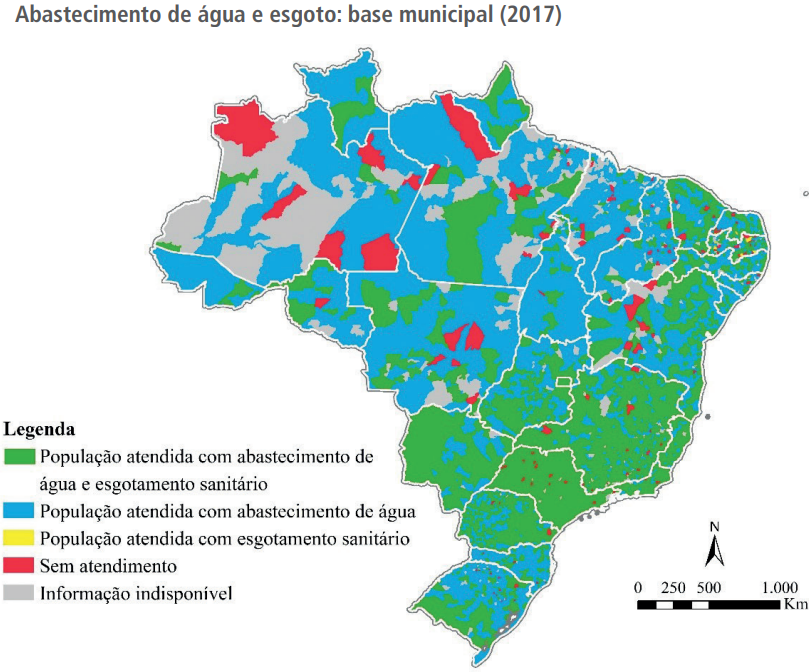 Abastecimento de água e esgoto: base municipal (2017)
Legenda
População atendida com abastecimento de
água e esgotamento sanitário
População atendida com abastecimento de água
População atendida com esgotamento sanitário
Sem atendimento
Informação indisponível
N
0 250 500 1.000
Km